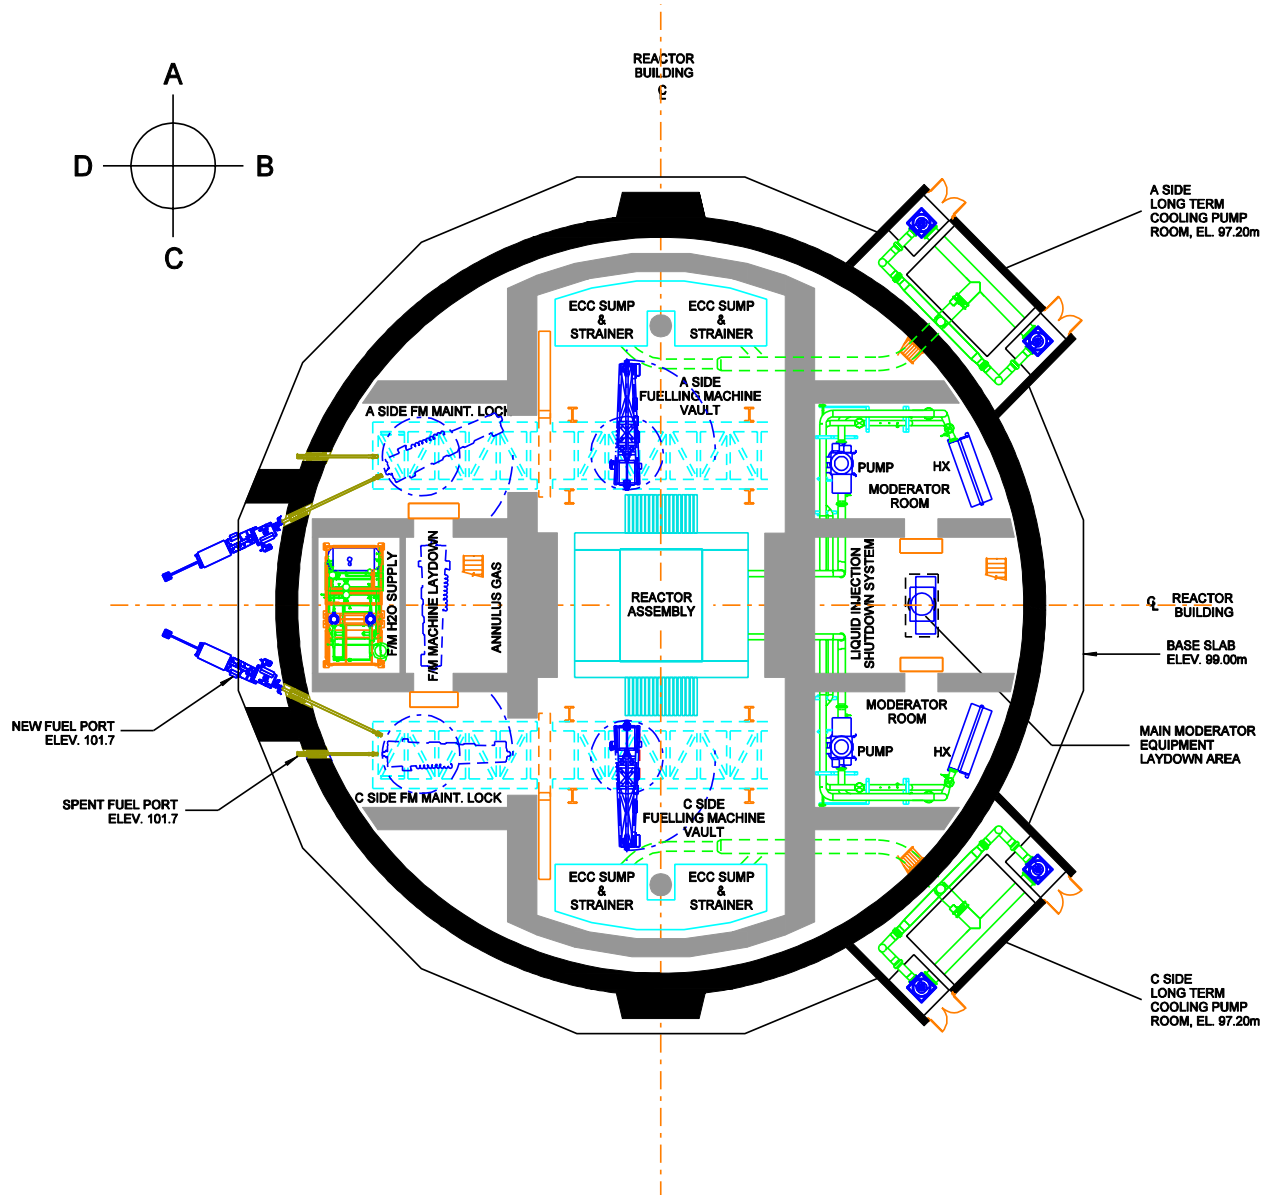 A
D
B
C
REACTOR
BUILDING
℄
A SIDE
LONG TERM
COOLING PUMP
ROOM, EL. 97.20m
ECC SUMP
&
STRAINER
ECC SUMP
&
STRAINER
A SIDE
FUELLING MACHINE
VAULT
A SIDE FM MAINT. LOCK
PUMP
HX
MODERATOR
ROOM
F/M H2O SUPPLY
F/M MACHINE LAYDOWN
ANNULUS GAS
REACTOR
ASSEMBLY
LIQUID INJECTION
SHUTDOWN SYSTEM
℄ REACTOR
BUILDING
BASE SLAB
ELEV. 99.00m
MODERATOR
ROOM
PUMP
HX
MAIN MODERATOR
EQUIPMENT
LAYDOWN AREA
NEW FUEL PORT
ELEV. 101.7
SPENT FUEL PORT
ELEV. 101.7
C SIDE FM MAINT. LOCK
C SIDE
FUELLING MACHINE
VAULT
ECC SUMP
&
STRAINER
ECC SUMP
&
STRAINER
C SIDE
LONG TERM
COOLING PUMP
ROOM, EL. 97.20m